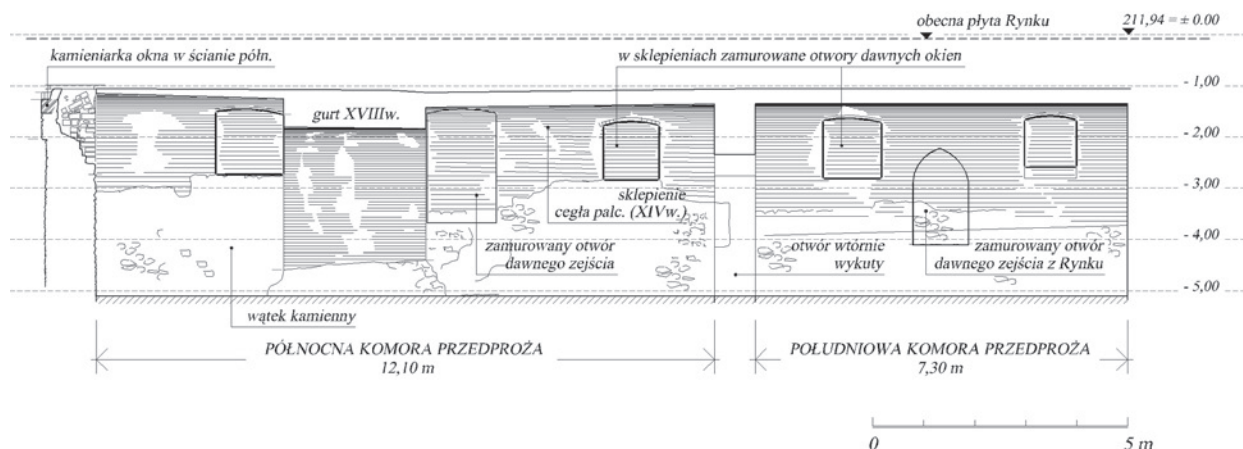 obecna płyta Rynku
211,94 = ± 0.00
kamieniarka okna w ścianie półn.
w sklepieniach zamurowane otwory dawnych okien
- 1,00
gurt XVIIIw.
- 2,00
sklepienie
cegła palc. (XIVw.)
- 3,00
zamurowany otwór
dawnego zejścia
otwór wtórnie
wykuty
zamurowany otwór
dawnego zejścia z Rynku
- 4,00
- 5,00
wątek kamienny
PÓŁNOCNA KOMORA PRZEDPROŻA
12,10 m
POŁUDNIOWA KOMORA PRZEDPROŻA
7,30 m
0
5 m